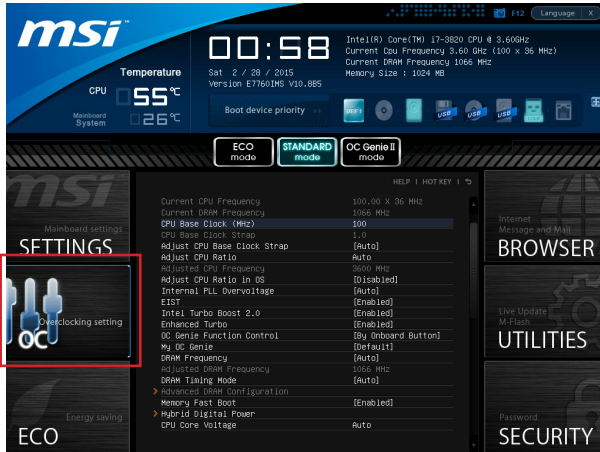 msi
F12 Language X
00:58
Intel(R) Core(TM) i7-3820 CPU @ 3.60GHz
Current Cpu Frequency 3.60 GHz (100 x 36 MHz)
Current DRAM Frequency 1066 MHz
Memory Size : 1024 MB
Temperature
Sat 2 / 28 / 2015
Version E7760IMS V10.8B5
CPU 55°C
Mainboard
System 26°C
Boot device priority
UEFI
USB
USB
USB
ECO
mode
STANDARD
mode
OC Genie II
mode
HELP | HOT KEY |
msi
Mainboard settings
SETTINGS
Overclocking setting
OC
Energy saving
ECO
Current CPU Frequency 100.00 X 36 MHz
Current DRAM Frequency 1066 MHz
CPU Base Clock (MHz) 100
CPU Base Clock Strap 1.0
Adjust CPU Base Clock Strap [Auto]
Adjust CPU Ratio Auto
Adjusted CPU Frequency 3600 MHz
Adjust CPU Ratio in OS [Disabled]
Internal PLL Overvoltage [Auto]
EIST [Enabled]
Intel Turbo Boost 2.0 [Enabled]
Enhanced Turbo [Enabled]
OC Genie Function Control [By Onboard Button]
My OC Genie [Default]
DRAM Frequency [Auto]
Adjusted DRAM Frequency 1066 MHz
DRAM Timing Mode [Auto]
> Advanced DRAM Configuration
Memory Fast Boot [Enabled]
> Hybrid Digital Power
CPU Core Voltage Auto
Internet
Message and Mail
BROWSER
Live Update
M-Flash
UTILITIES
Password
SECURITY